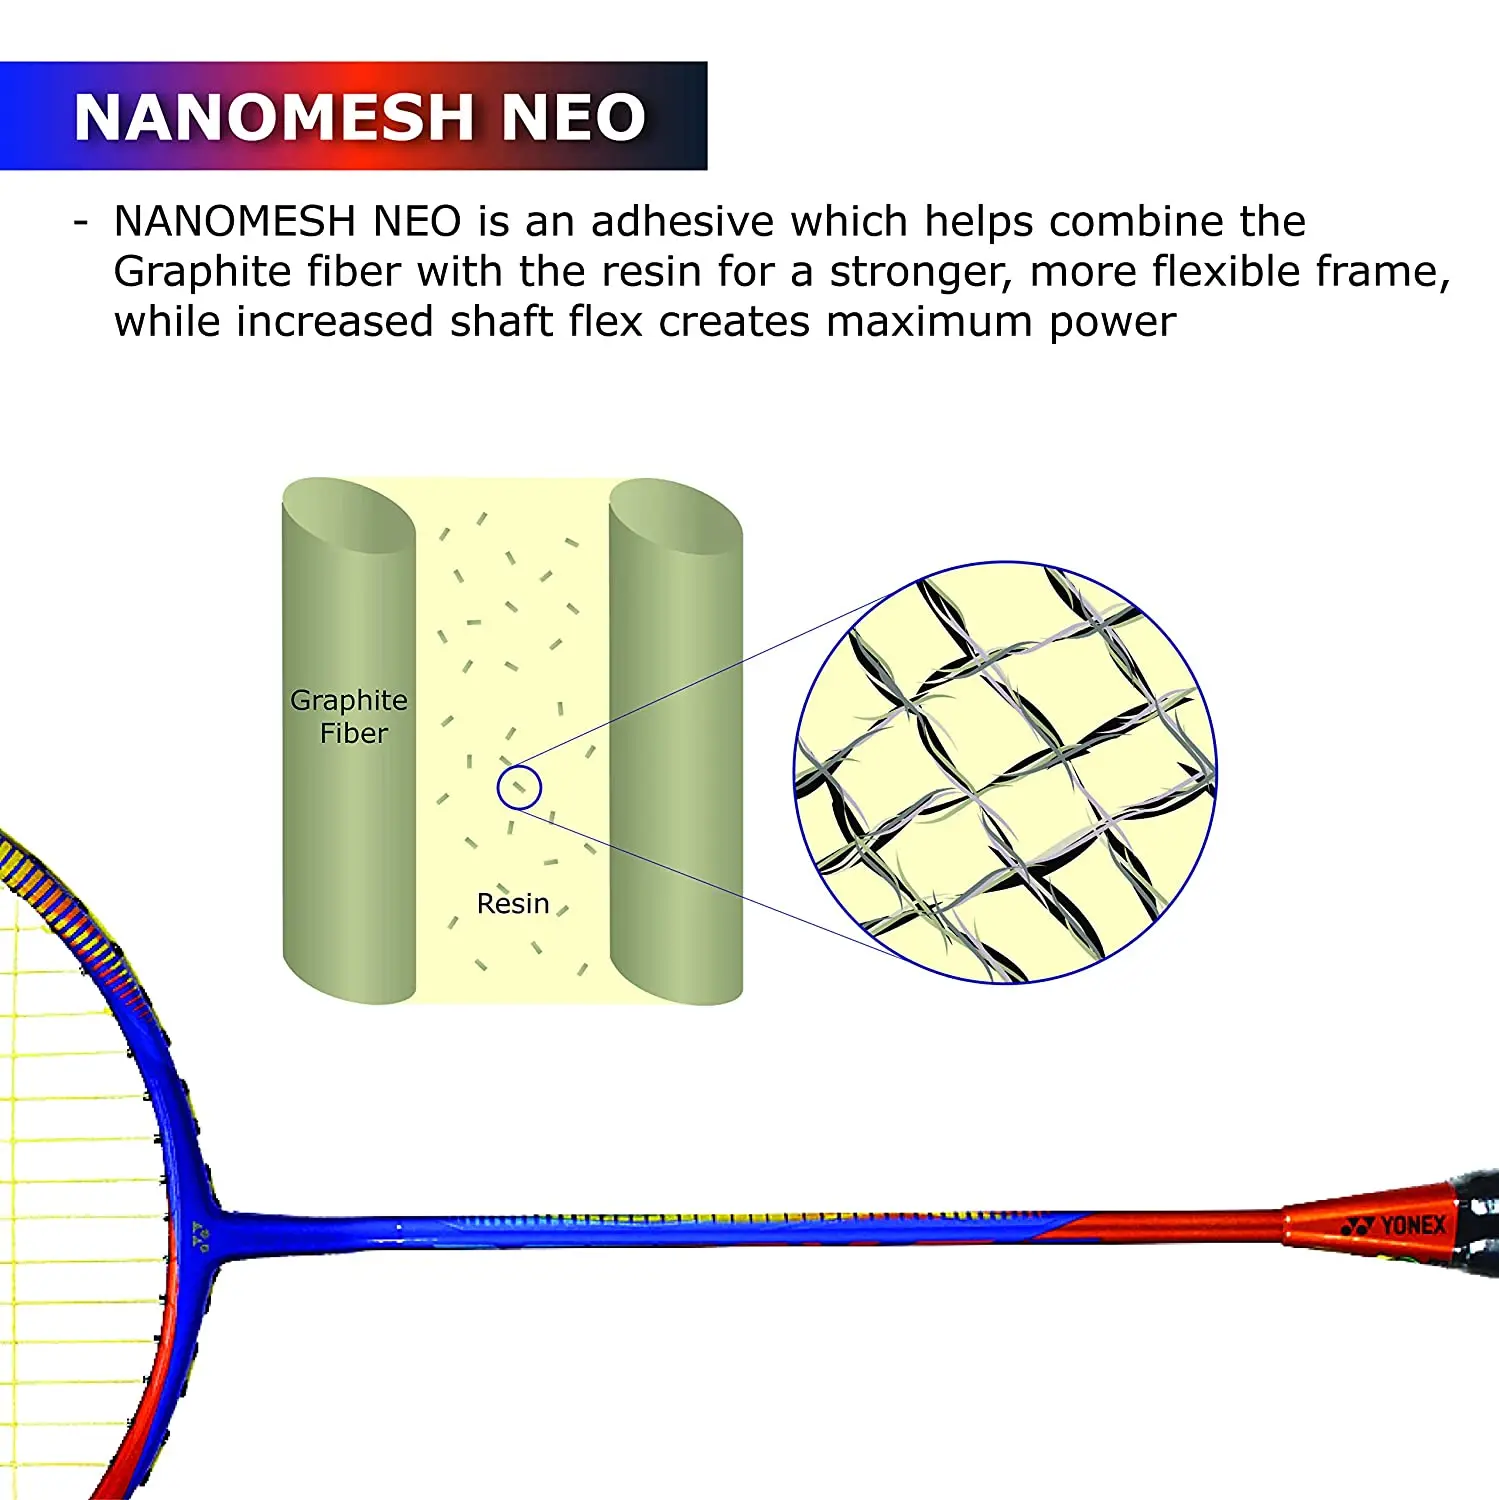 NANOMESH NEO
- NANOMESH NEO is an adhesive which helps combine the
Graphite fiber with the resin for a stronger, more flexible frame,
while increased shaft flex creates maximum power
Graphite
Fiber
Resin
YONEX